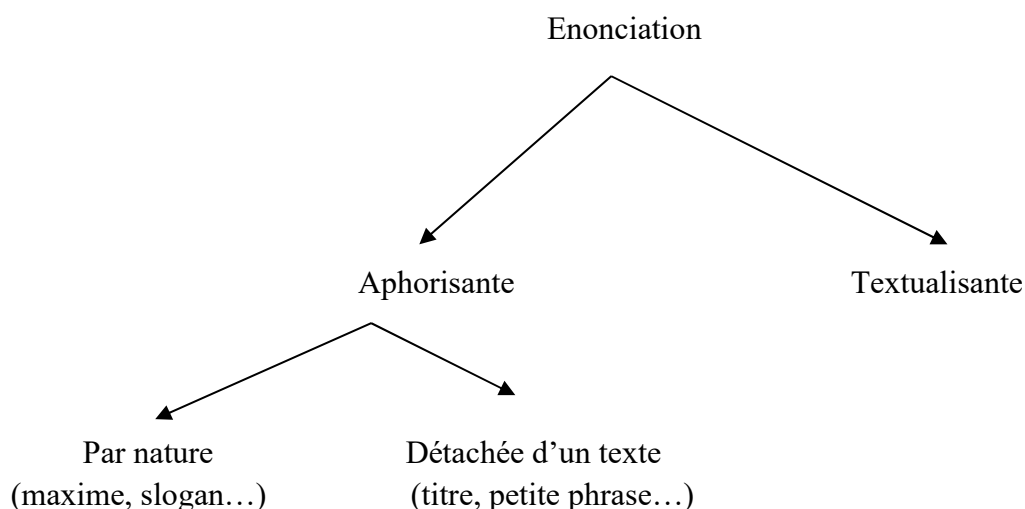 Enonciation
Aphorisante
Textualisante
Par nature
(maxime, slogan…)
Détachée d’un texte
(titre, petite phrase…)